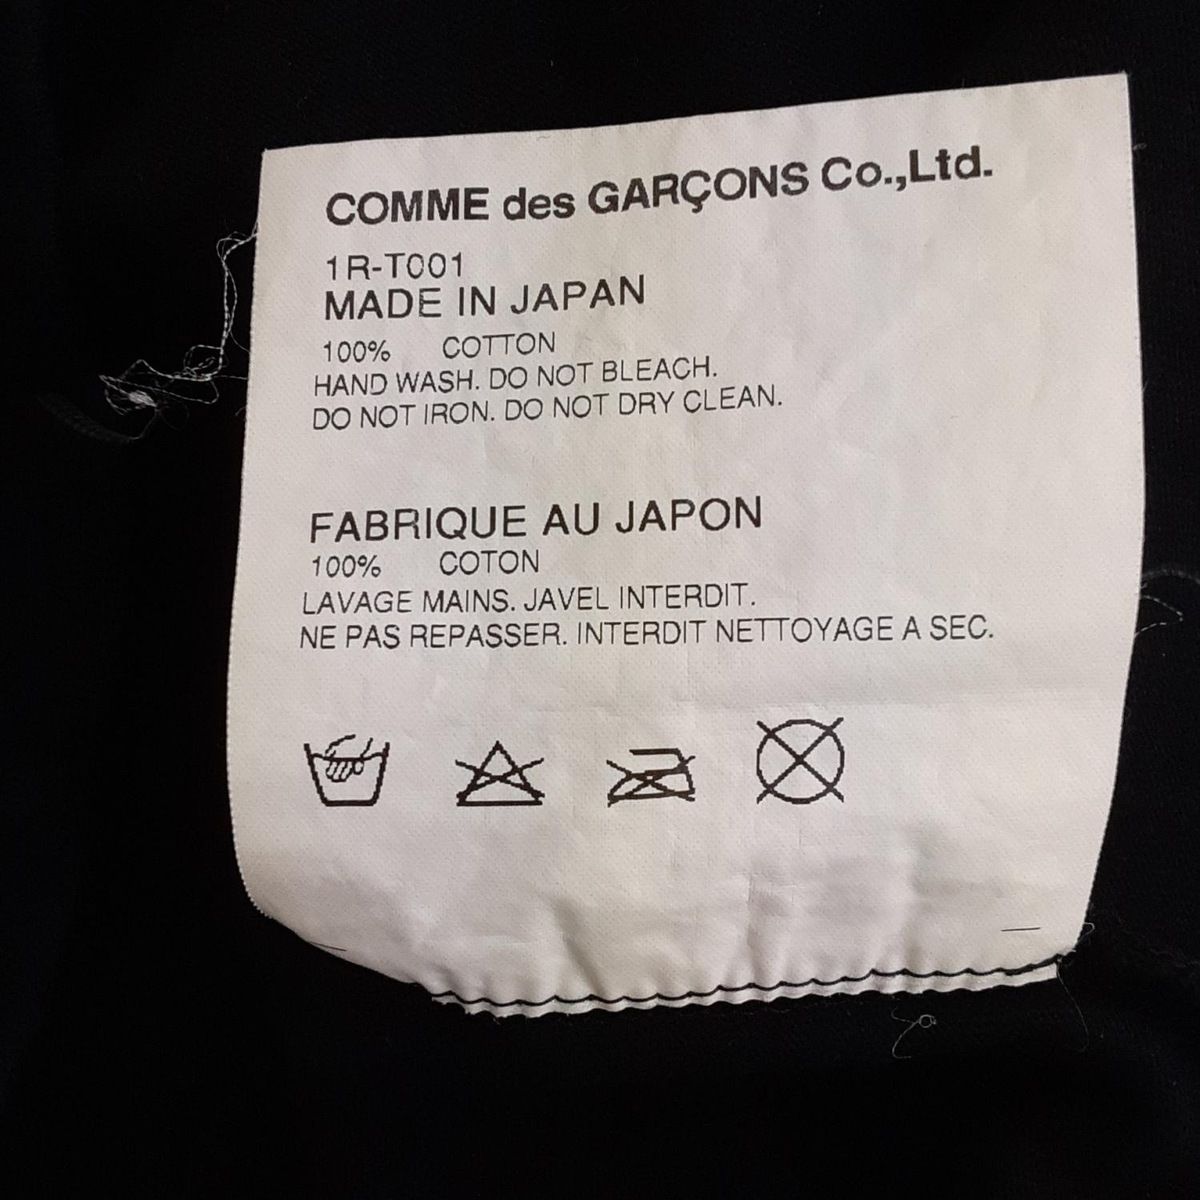 COMME des GARÇONS Co.,Ltd.
1R-T001
MADE IN JAPAN
100% COTTON
HAND WASH. DO NOT BLEACH.
DO NOT IRON. DO NOT DRY CLEAN.
FABRIQUE AU JAPON
100% COTON
LAVAGE MAINS. JAVEL INTERDIT.
NE PAS REPASSER. INTERDIT NETTOYAGE A SEC.